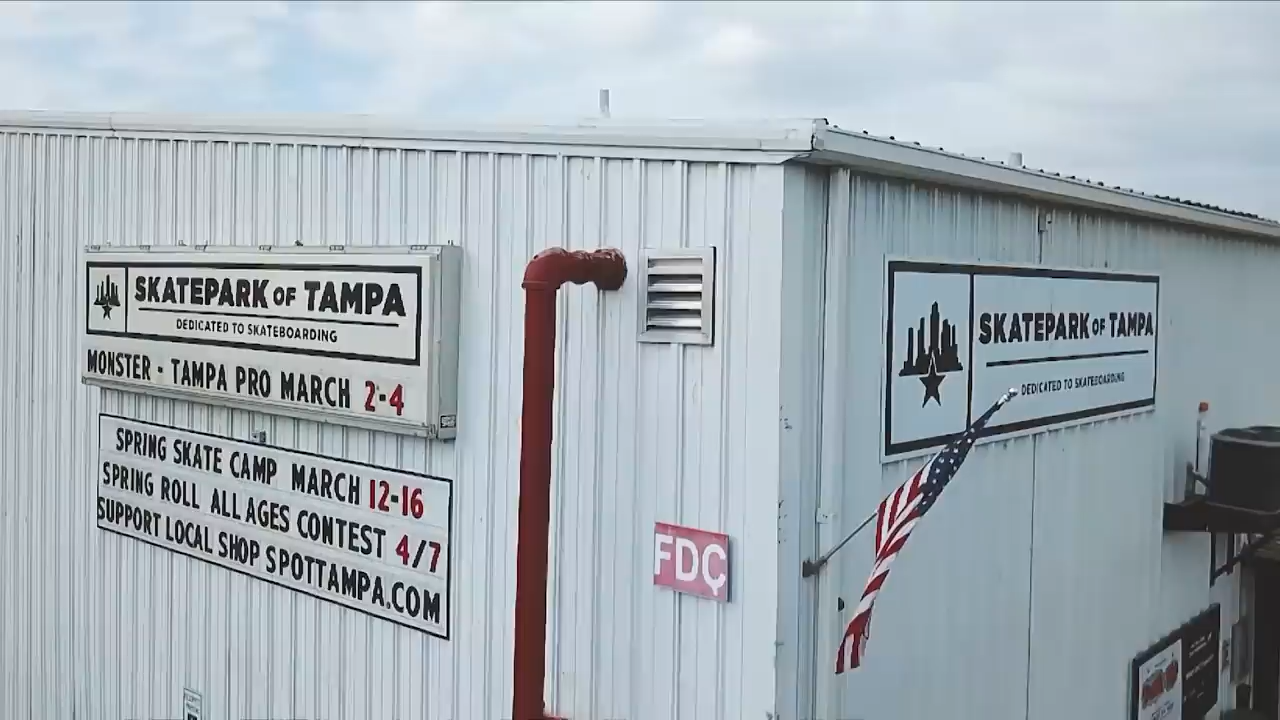 SKATEPARK OF TAMPA
DEDICATED TO SKATEBOARDING
MONSTER - TAMPA PRO MARCH 2-4
SPRING SKATE CAMP MARCH 12-16
SPRING ROLL ALL AGES CONTEST 4/7
SUPPORT LOCAL SHOP SPOTTAMPA.COM
FDC
SKATEPARK OF TAMPA
DEDICATED TO SKATEBOARDING